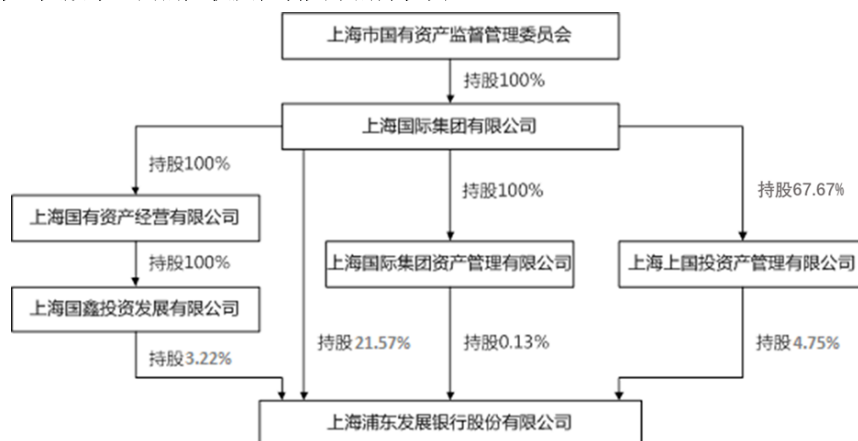 上海市国有资产监督管理委员会
持股100%
上海国际集团有限公司
持股100%
持股100%
持股67.67%
上海国有资产经营有限公司
持股100%
上海国际集团资产管理有限公司
上海上国投资产管理有限公司
上海国鑫投资发展有限公司
持股3.22%
持股21.57%
持股0.13%
持股4.75%
上海浦东发展银行股份有限公司